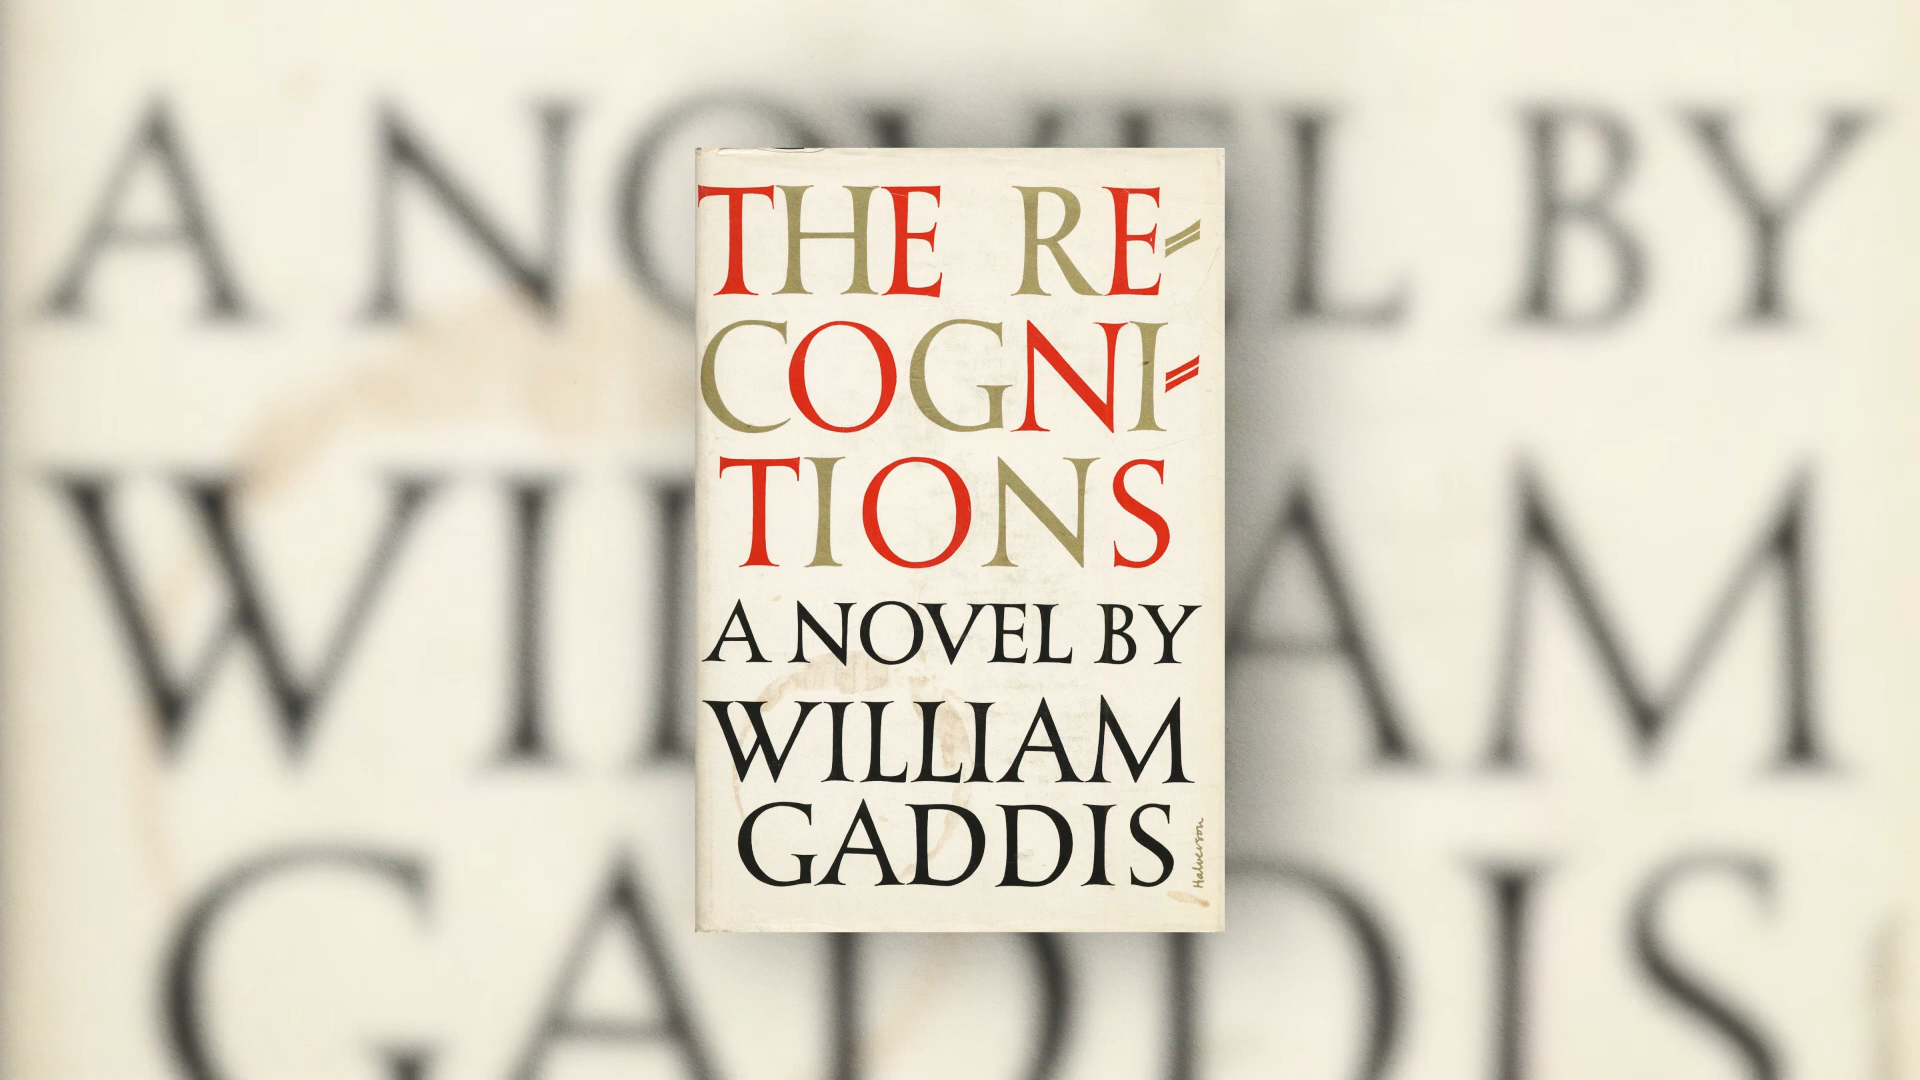 THE RE-
COGNI-
TIONS
A NOVEL BY
WILLIAM
GADDIS
Halverson